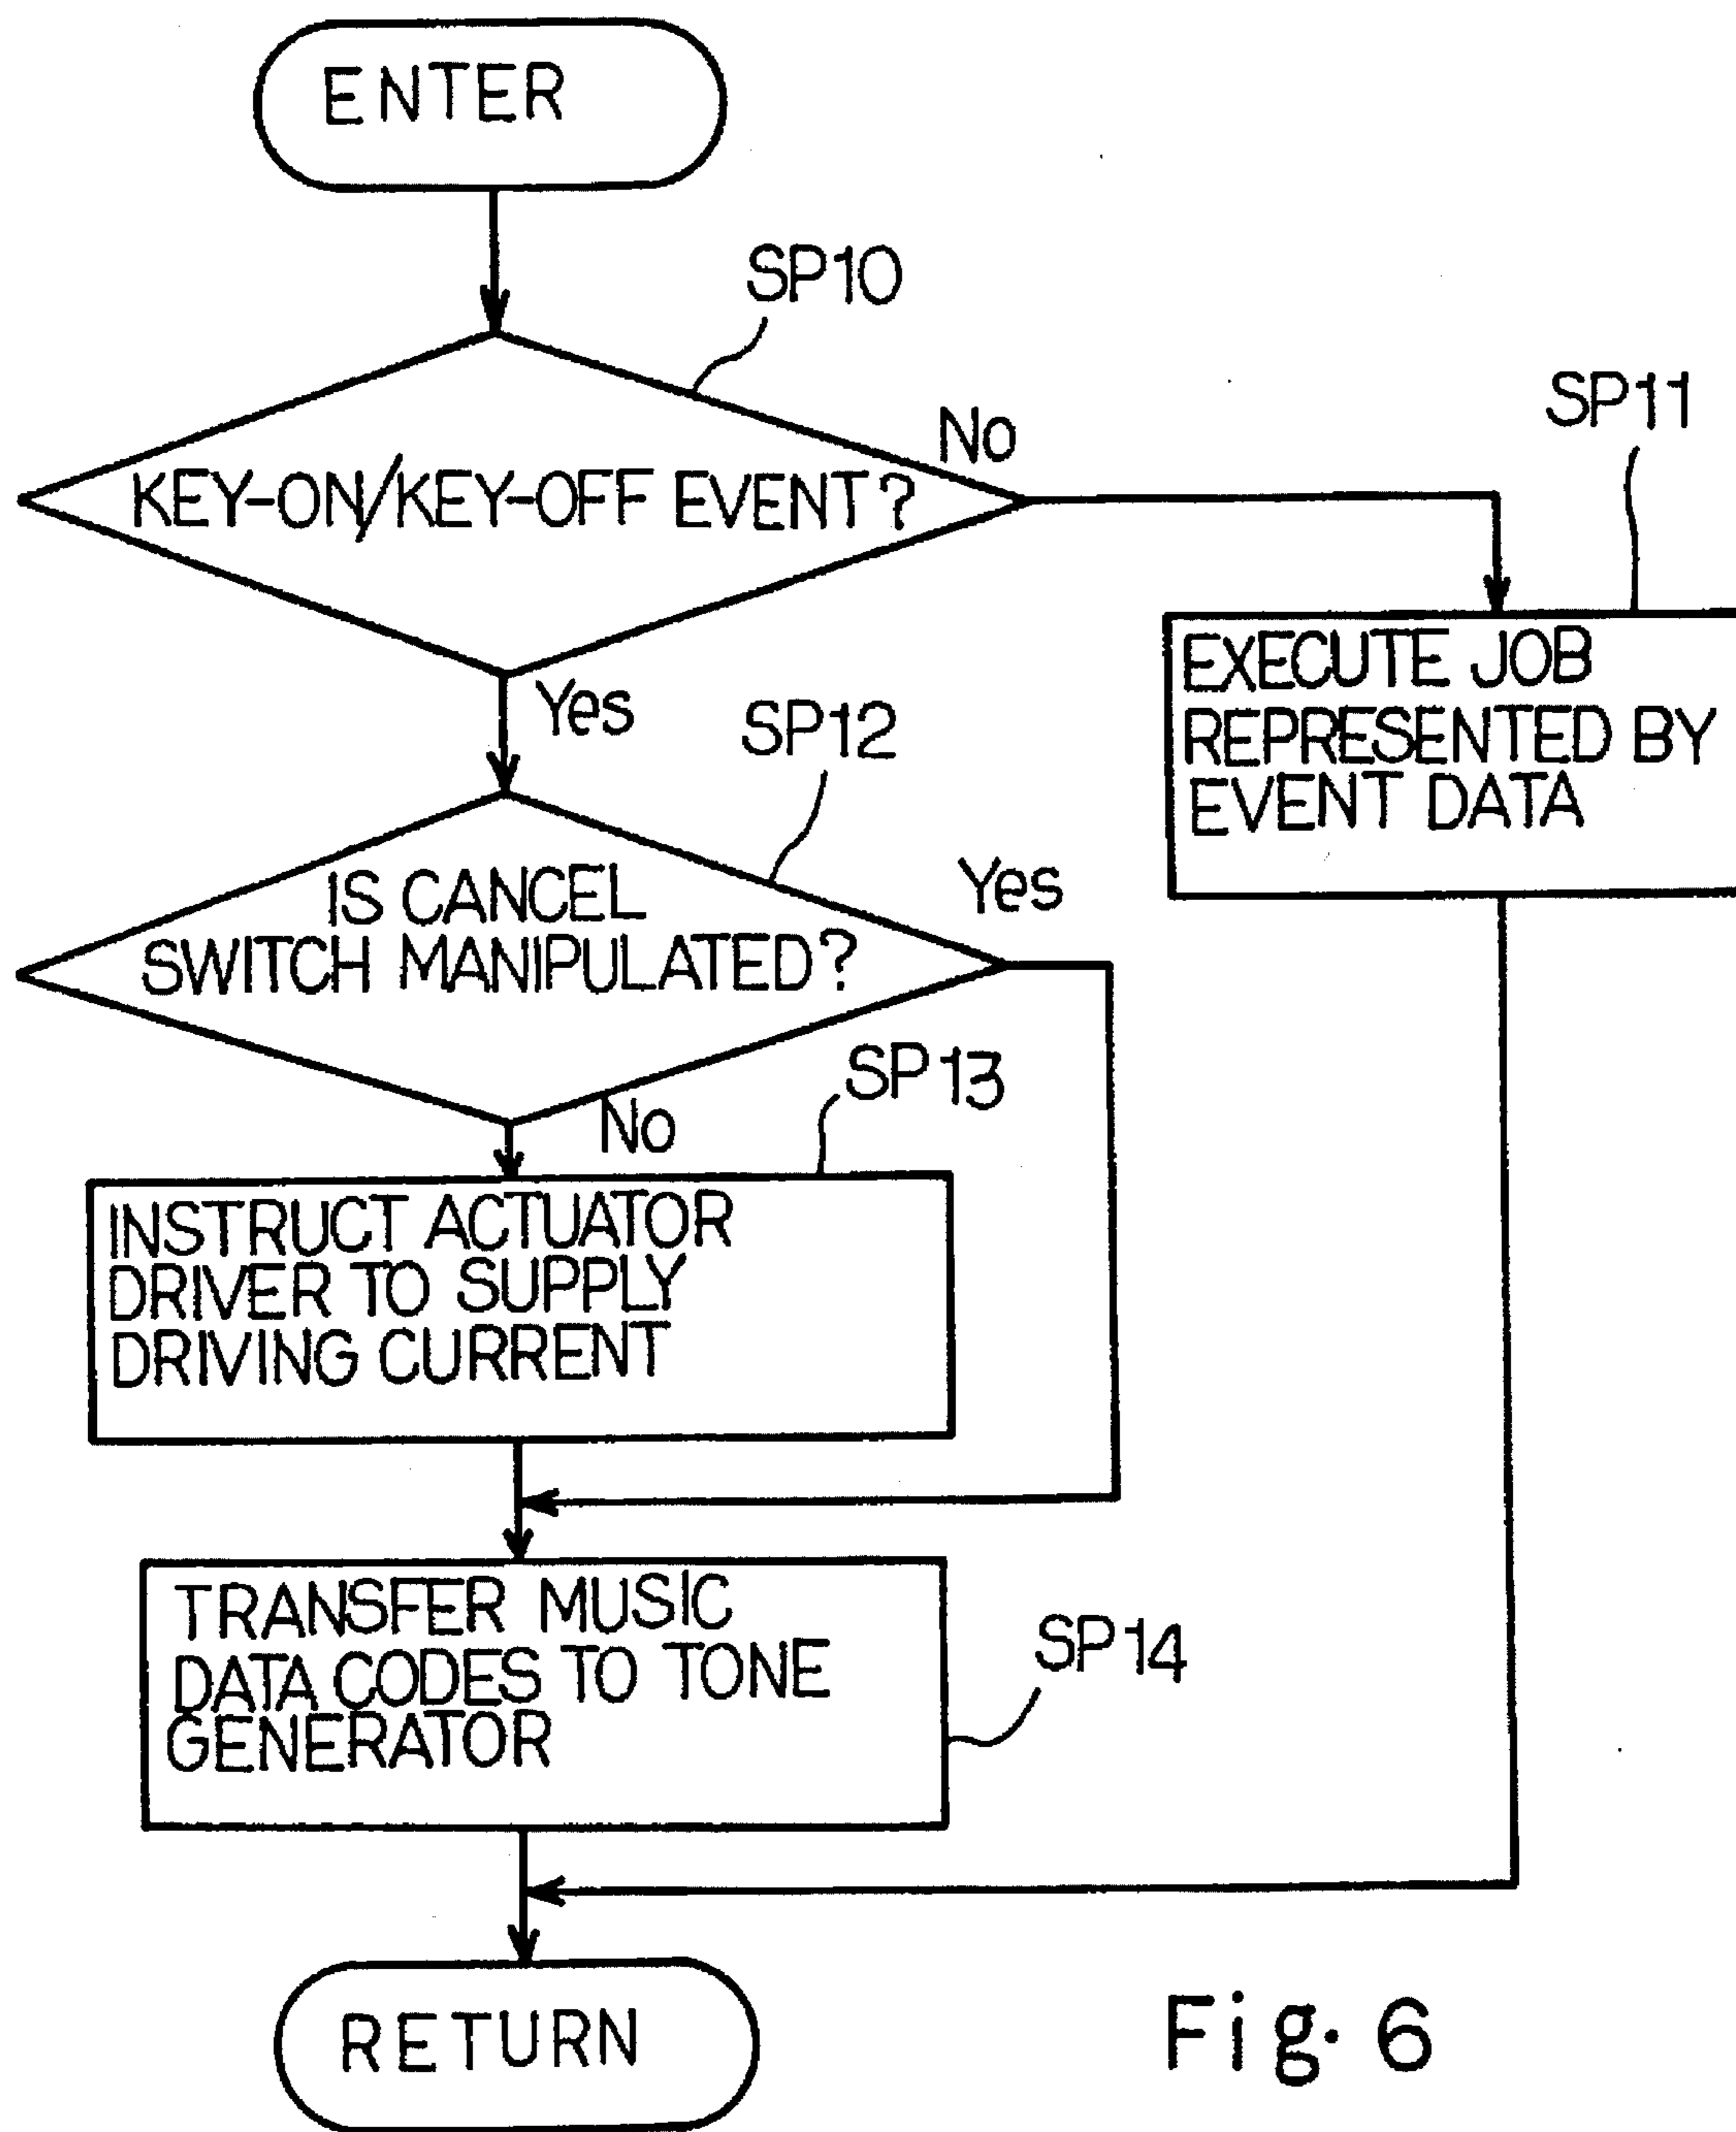 ENTER
SP10
KEY-ON/KEY-OFF EVENT?
No
SP11
EXECUTE JOB
REPRESENTED BY
EVENT DATA
Yes
SP12
IS CANCEL
SWITCH MANIPULATED?
Yes
No
SP13
INSTRUCT ACTUATOR
DRIVER TO SUPPLY
DRIVING CURRENT
TRANSFER MUSIC
DATA CODES TO TONE
GENERATOR
SP14
RETURN
Fig. 6